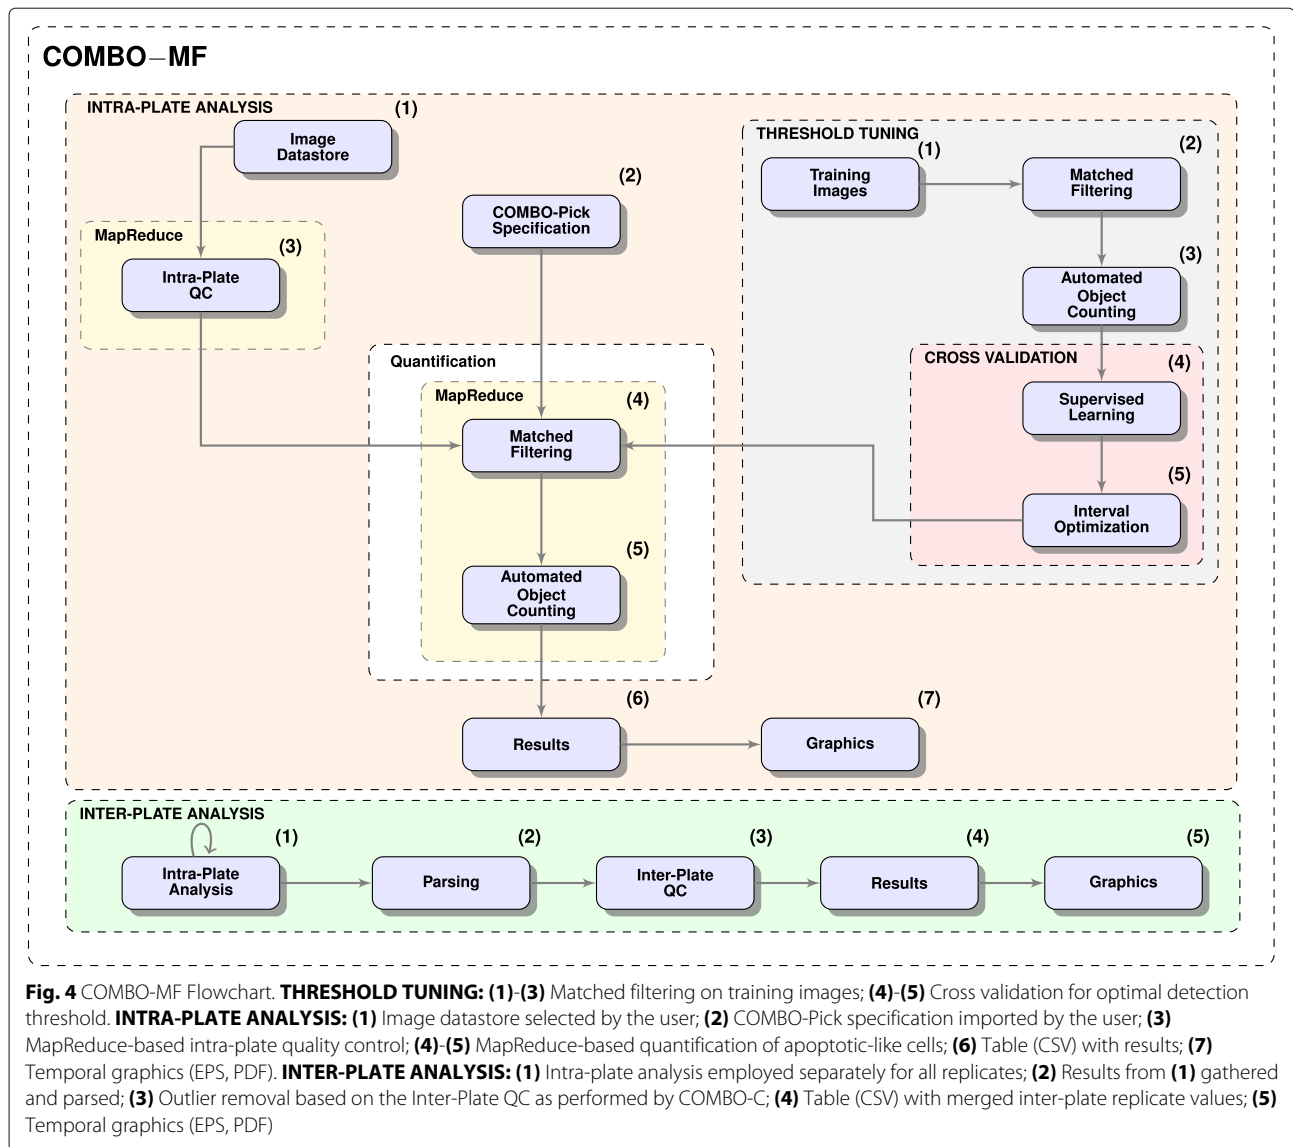 COMBO–MF
INTRA-PLATE ANALYSIS
(1)
Image
Datastore
MapReduce
(3)
Intra-Plate
QC
(2)
COMBO-Pick
Specification
Quantification
MapReduce
(4)
Matched
Filtering
(5)
Automated
Object
Counting
(6)
Results
(7)
Graphics
THRESHOLD TUNING
(1)
Training
Images
(2)
Matched
Filtering
(3)
Automated
Object
Counting
CROSS VALIDATION
(4)
Supervised
Learning
(5)
Interval
Optimization
INTER-PLATE ANALYSIS
(1)
Intra-Plate
Analysis
(2)
Parsing
(3)
Inter-Plate
QC
(4)
Results
(5)
Graphics
Fig. 4 COMBO-MF Flowchart. THRESHOLD TUNING: (1)-(3) Matched filtering on training images; (4)-(5) Cross validation for optimal detection
threshold. INTRA-PLATE ANALYSIS: (1) Image datastore selected by the user; (2) COMBO-Pick specification imported by the user; (3)
MapReduce-based intra-plate quality control; (4)-(5) MapReduce-based quantification of apoptotic-like cells; (6) Table (CSV) with results; (7)
Temporal graphics (EPS, PDF). INTER-PLATE ANALYSIS: (1) Intra-plate analysis employed separately for all replicates; (2) Results from (1) gathered
and parsed; (3) Outlier removal based on the Inter-Plate QC as performed by COMBO-C; (4) Table (CSV) with merged inter-plate replicate values; (5)
Temporal graphics (EPS, PDF)